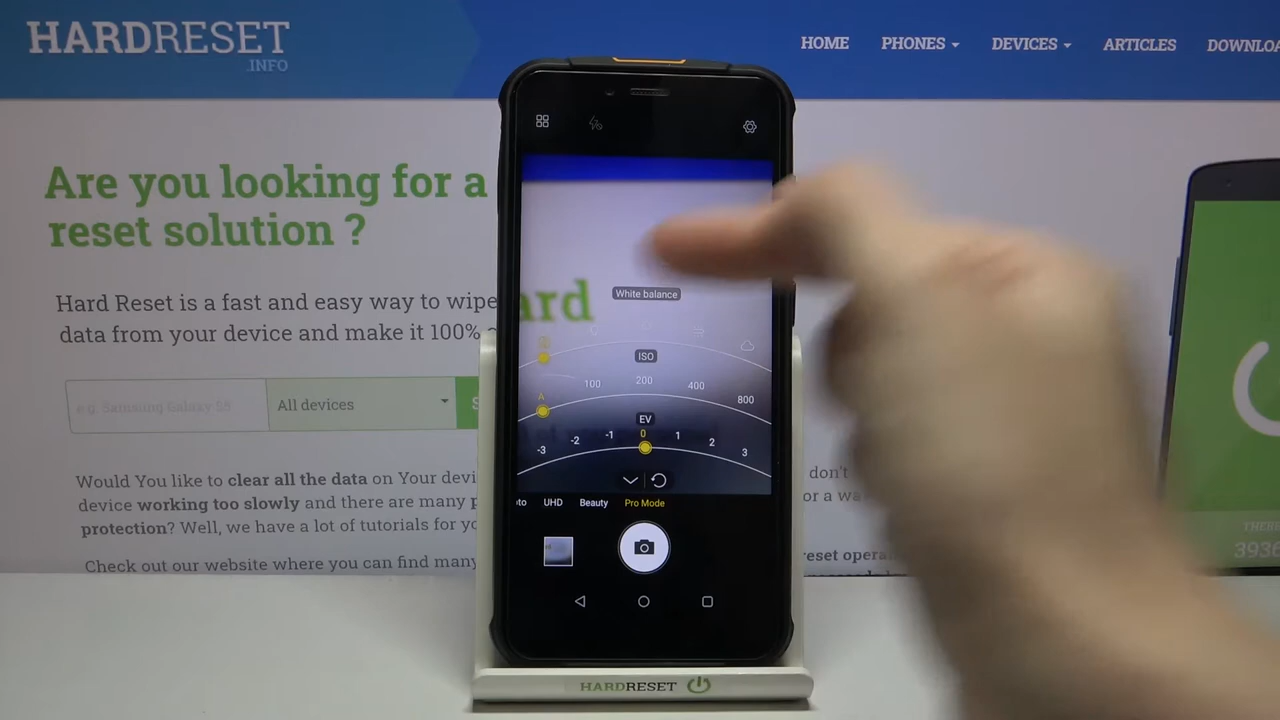 HARDRESET
.INFO
HOME PHONES DEVICES ARTICLES
Are you looking for a
reset solution ?
Hard Reset is a fast and easy way to wipe
data from your device and make it 100%
e.g. Samsung Galaxy S8 All devices
Would You like to clear all the data on Your
device working too slowly and there are many
protection? Well, we have a lot of tutorials for
Check out our website where you can find many
don't
or a
reset
White balance
ISO
100 200 400 800
A
EV
-3 -2 -1 0 1 2 3
UHD Beauty Pro Mode
HARDRESET